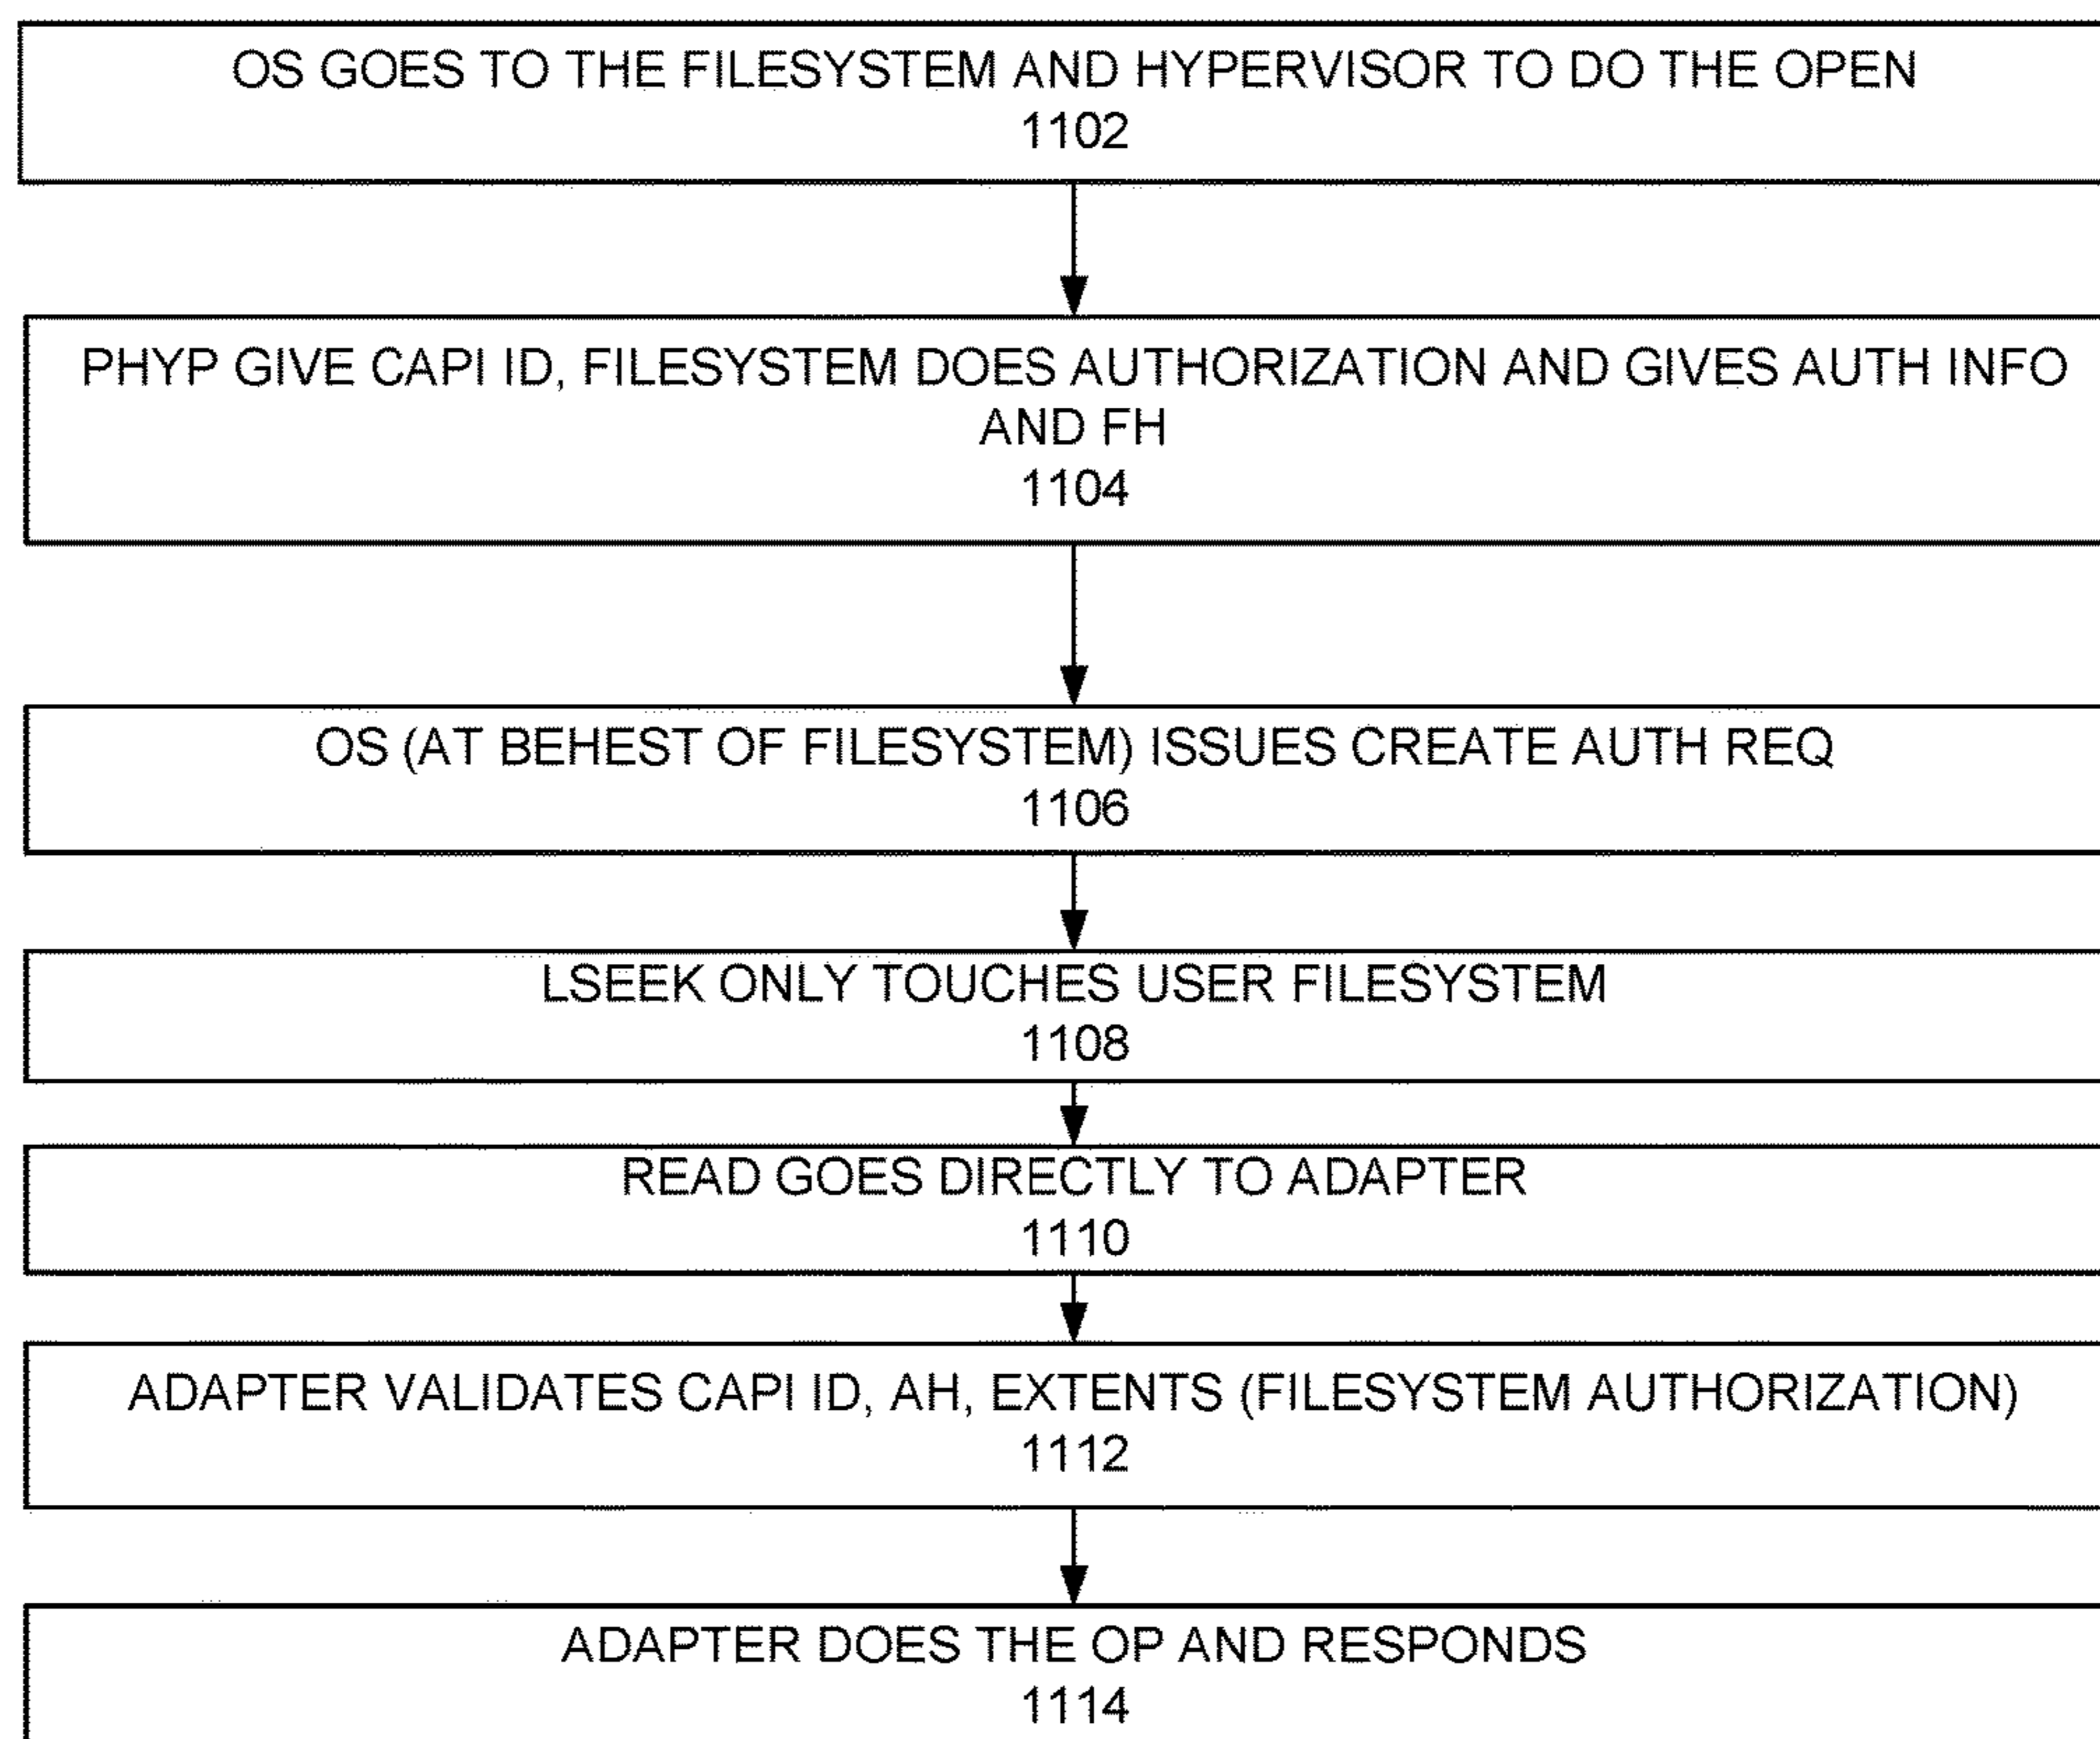 OS GOES TO THE FILESYSTEM AND HYPERVISOR TO DO THE OPEN
1102
PHYP GIVE CAPI ID, FILESYSTEM DOES AUTHORIZATION AND GIVES AUTH INFO
AND FH
1104
OS (AT BEHEST OF FILESYSTEM) ISSUES CREATE AUTH REQ
1106
LSEEK ONLY TOUCHES USER FILESYSTEM
1108
READ GOES DIRECTLY TO ADAPTER
1110
ADAPTER VALIDATES CAPI ID, AH, EXTENTS (FILESYSTEM AUTHORIZATION)
1112
ADAPTER DOES THE OP AND RESPONDS
1114